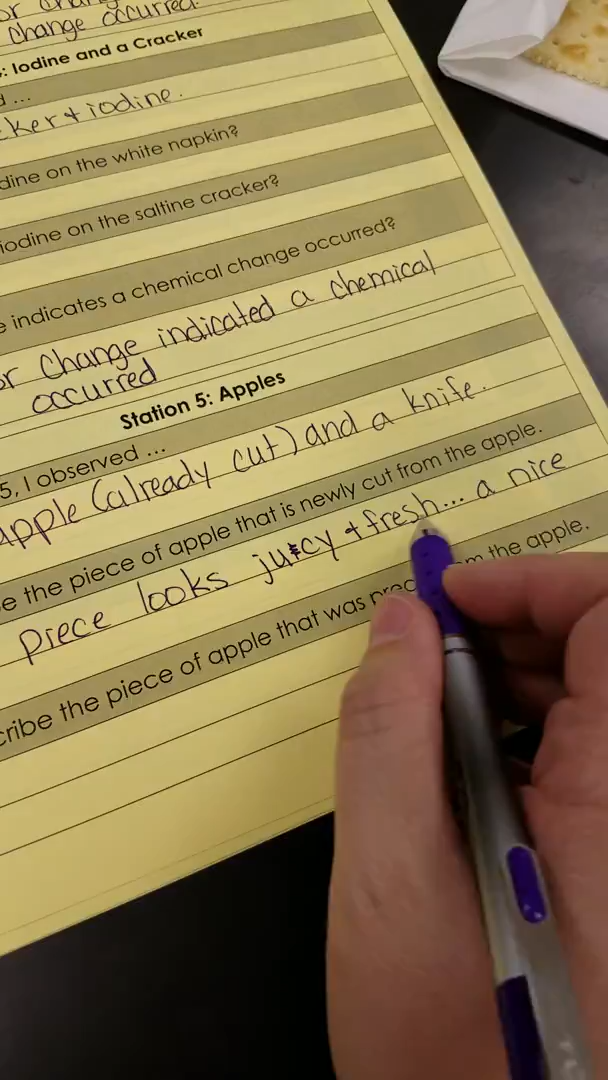 change occurred.
: Iodine and a Cracker
ker + iodine.
dine on the white napkin?
iodine on the saltine cracker?
e indicates a chemical change occurred?
or change indicated a chemical
occurred
Station 5: Apples
5, I observed ...
apple (already cut) and a knife.
e the piece of apple that is newly cut from the apple.
piece looks juicy + fresh... a nice
cribe the piece of apple that was the apple.